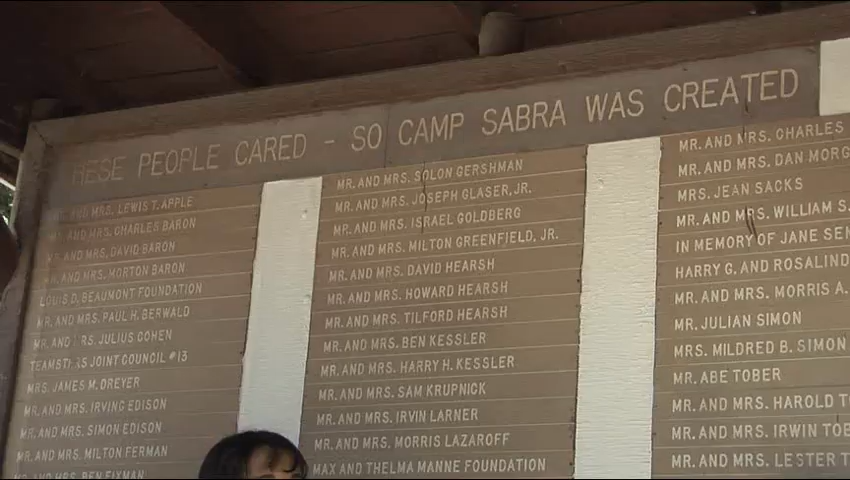 HESE PEOPLE CARED - SO CAMP SABRA WAS CREATED
MRS. LEWIS T. APPLE
AND MRS. CHARLES BARON
AND MRS. DAVID BARON
AND MRS. MORTON BARON
LOUIS D. BEAUMONT FOUNDATION
MR. AND MRS. PAUL H. BERWALD
MR. AND MRS. JULIUS COHEN
TEAMSTERS JOINT COUNCIL #13
MRS. JAMES M. DREYER
MR. AND MRS. IRVING EDISON
MR. AND MRS. SIMON EDISON
MR. AND MRS. MILTON FERMAN
MR. AND MRS. BEN FIXMAN
MR. AND MRS. SOLON GERSHMAN
MR. AND MRS. JOSEPH GLASER, JR.
MR. AND MRS. ISRAEL GOLDBERG
MR. AND MRS. MILTON GREENFIELD, JR.
MR. AND MRS. DAVID HEARSH
MR. AND MRS. HOWARD HEARSH
MR. AND MRS. TILFORD HEARSH
MR. AND MRS. BEN KESSLER
MR. AND MRS. HARRY H. KESSLER
MR. AND MRS. SAM KRUPNICK
MR. AND MRS. IRVIN LARNER
MR. AND MRS. MORRIS LAZAROFF
MAX AND THELMA MANNE FOUNDATION
MR. AND MRS. CHARLES
MR. AND MRS. DAN MORG
MRS. JEAN SACKS
MR. AND MRS. WILLIAM S.
IN MEMORY OF JANE SEN
HARRY G. AND ROSALIND
MR. AND MRS. MORRIS A.
MR. JULIAN SIMON
MRS. MILDRED B. SIMON
MR. ABE TOBER
MR. AND MRS. HAROLD TO
MR. AND MRS. IRWIN TOB
MR. AND MRS. LESTER T